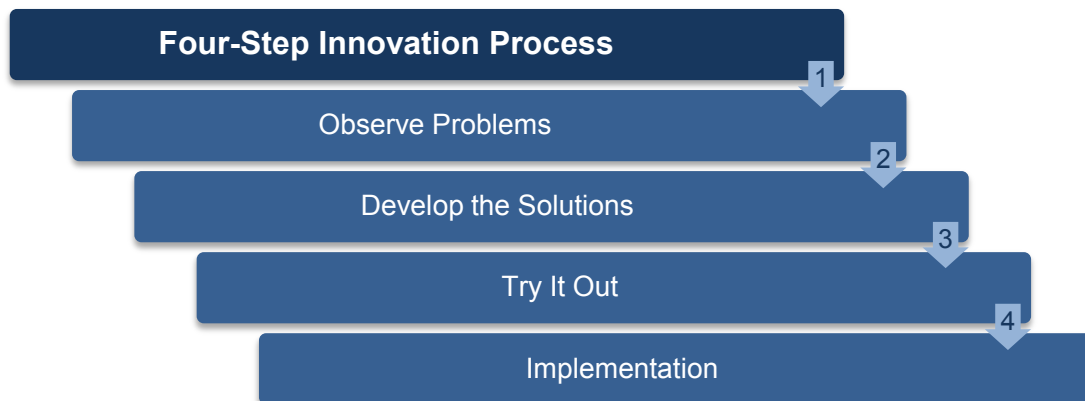 Four-Step Innovation Process
1
Observe Problems
2
Develop the Solutions
3
Try It Out
4
Implementation